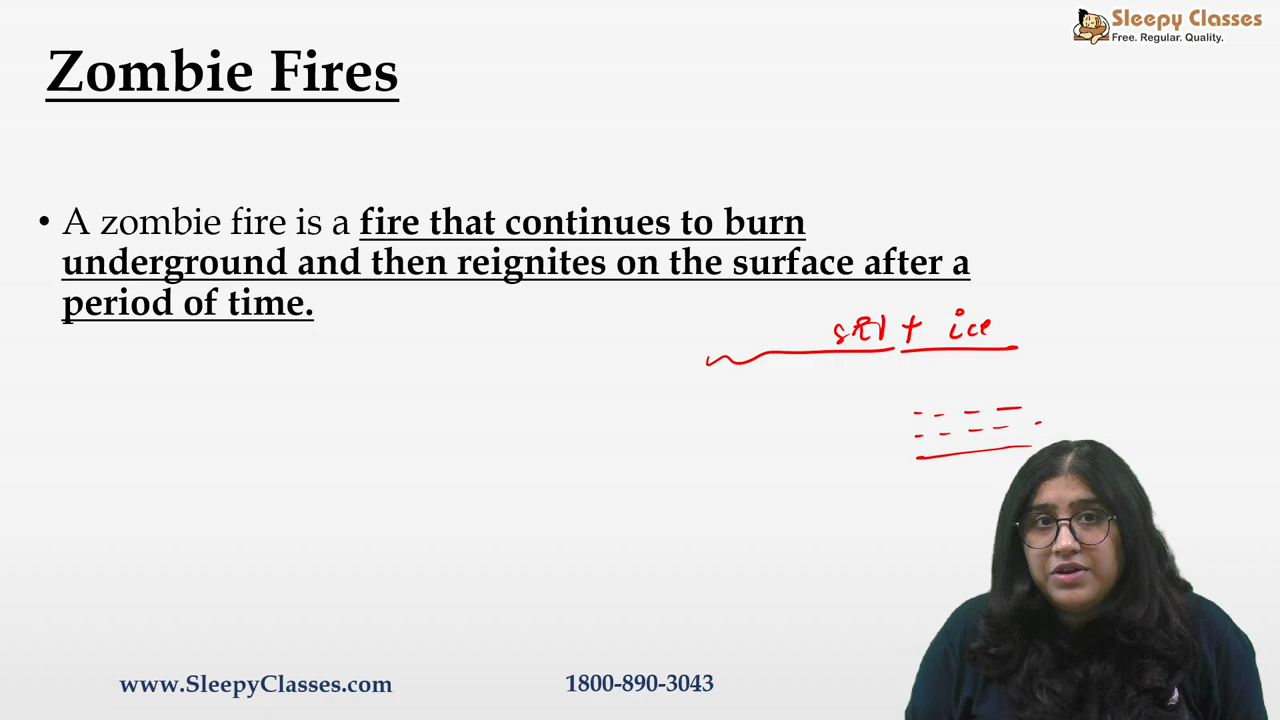 Sleepy Classes
Free. Regular. Quality.
Zombie Fires
• A zombie fire is a fire that continues to burn
underground and then reignites on the surface after a
period of time.
+ ice
www.SleepyClasses.com
1800-890-3043